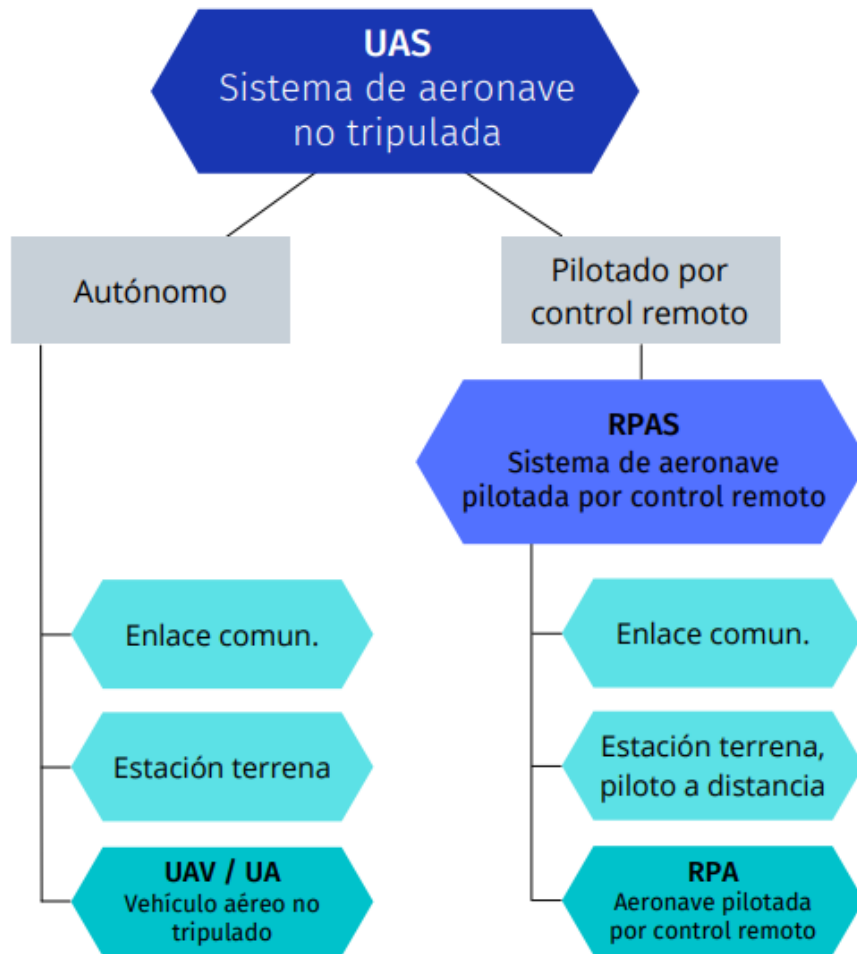 UAS
Sistema de aeronave
no tripulada
Autónomo
Pilotado por
control remoto
RPAS
Sistema de aeronave
pilotada por control remoto
Enlace comun.
Estación terrena
UAV / UA
Vehículo aéreo no
tripulado
Enlace comun.
Estación terrena,
piloto a distancia
RPA
Aeronave pilotada
por control remoto